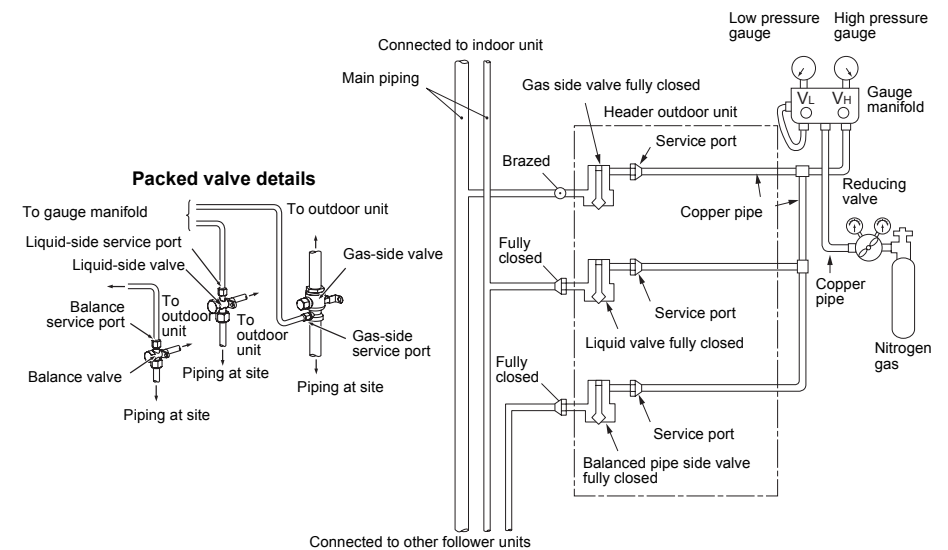 Low pressure
gauge
High pressure
gauge
Connected to indoor unit
Main piping
Gas side valve fully closed
VL
VH
Gauge
manifold
Header outdoor unit
Service port
Brazed
Packed valve details
Reducing
valve
To gauge manifold
To outdoor unit
Copper pipe
Liquid-side service port
Fully
closed
Gas-side valve
Liquid-side valve
Copper
pipe
Balance
service port
To
outdoor
unit
To
outdoor
unit
Service port
Gas-side
service port
Liquid valve fully closed
Nitrogen
gas
Fully
closed
Balance valve
Piping at site
Piping at site
Piping at site
Service port
Balanced pipe side valve
fully closed
Connected to other follower units